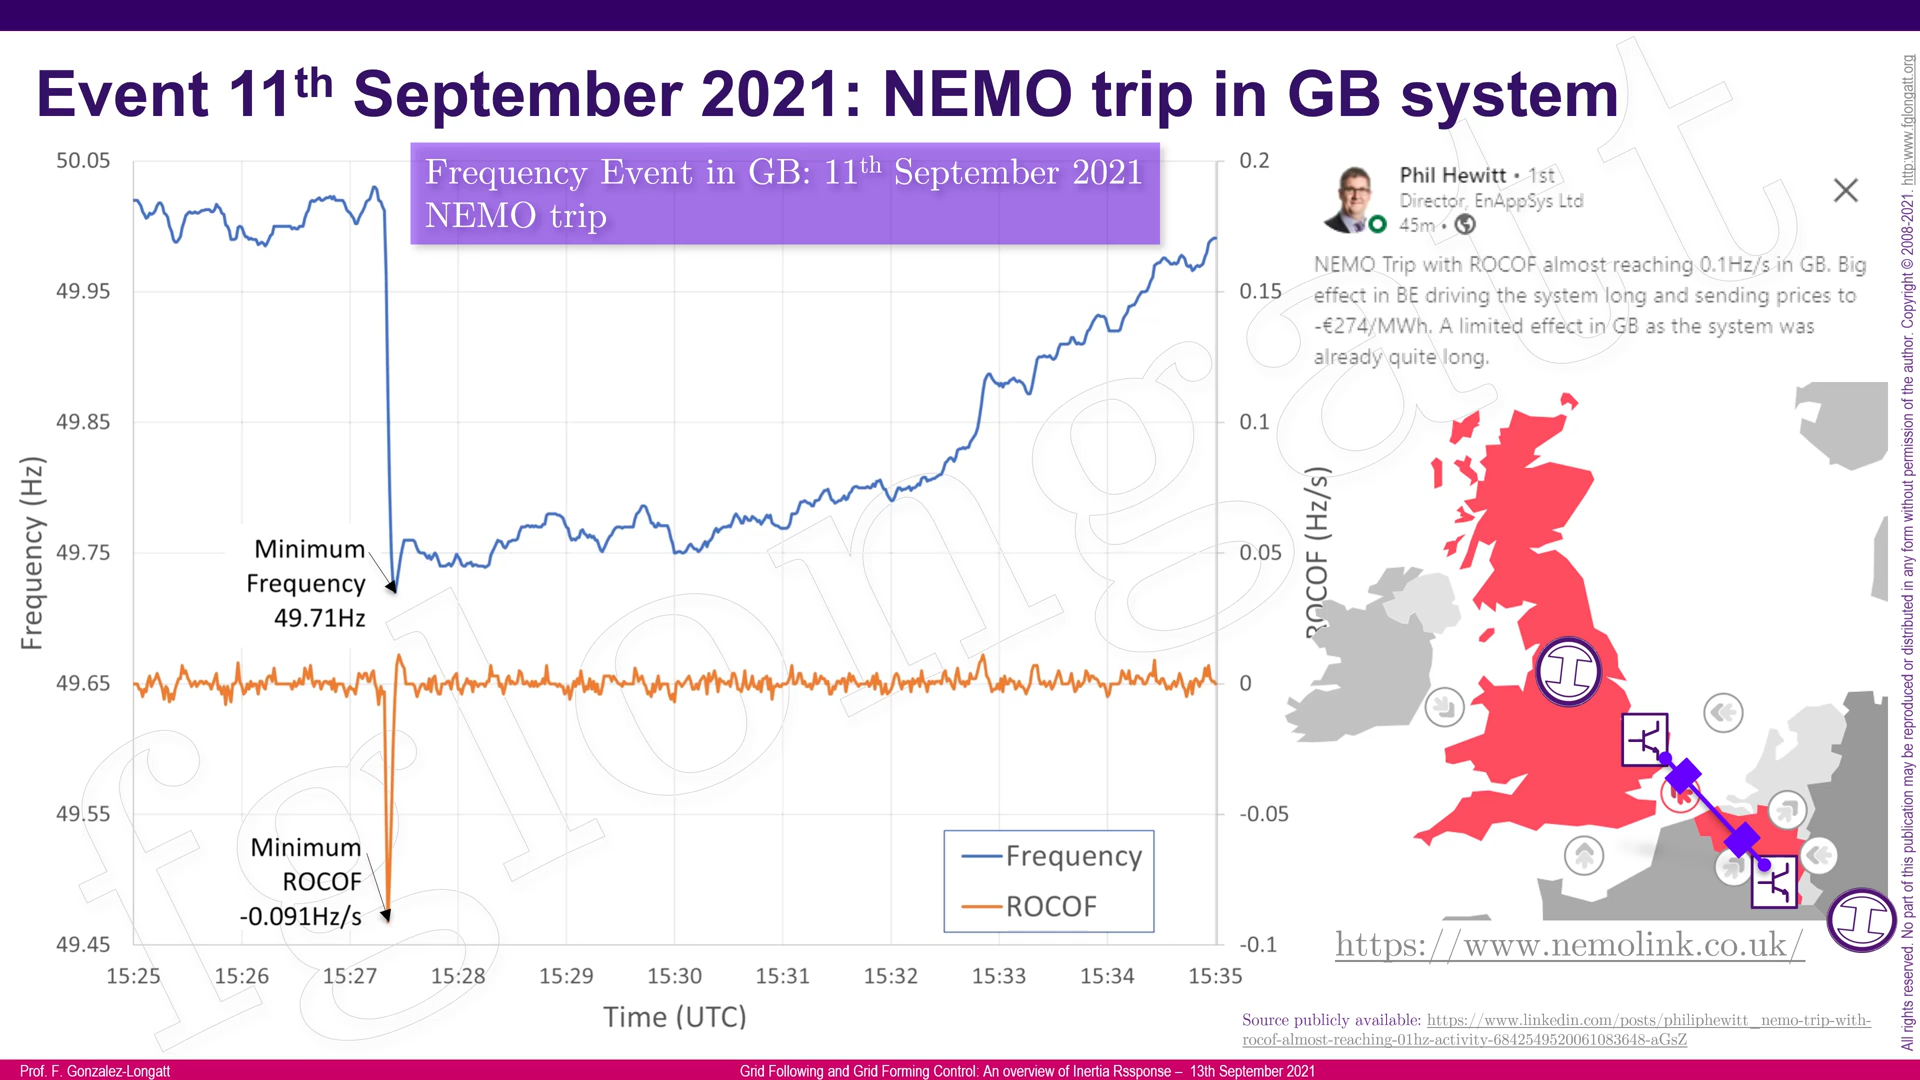 Event 11th September 2021: NEMO trip in GB system
Frequency Event in GB: 11th September 2021
NEMO trip
50.05
49.95
49.85
49.75
49.65
49.55
49.45
Frequency (Hz)
0.2
0.15
0.1
0.05
0
-0.05
-0.1
ROCOF (Hz/s)
Minimum
Frequency
49.71Hz
Minimum
ROCOF
-0.091Hz/s
Frequency
ROCOF
15:25
15:26
15:27
15:28
15:29
15:30
15:31
15:32
15:33
15:34
15:35
Time (UTC)
Phil Hewitt • 1st
Director, EnAppSys Ltd
45m •
NEMO Trip with ROCOF almost reaching 0.1Hz/s in GB. Big
effect in BE driving the system long and sending prices to
-€274/MWh. A limited effect in GB as the system was
already quite long.
https://www.nemolink.co.uk/
Source publicly available: https://www.linkedin.com/posts/philiphewitt_nemo-trip-with-
rocof-almost-reaching-01hz-activity-6842549520061083648-aGsZ
All rights reserved. No part of this publication may be reproduced or distributed in any form without permission of the author. Copyright © 2008-2021. http:www.fglongatt.org
fglongatt
Prof. F. Gonzalez-Longatt
Grid Following and Grid Forming Control: An overview of Inertia Rssponse – 13th September 2021